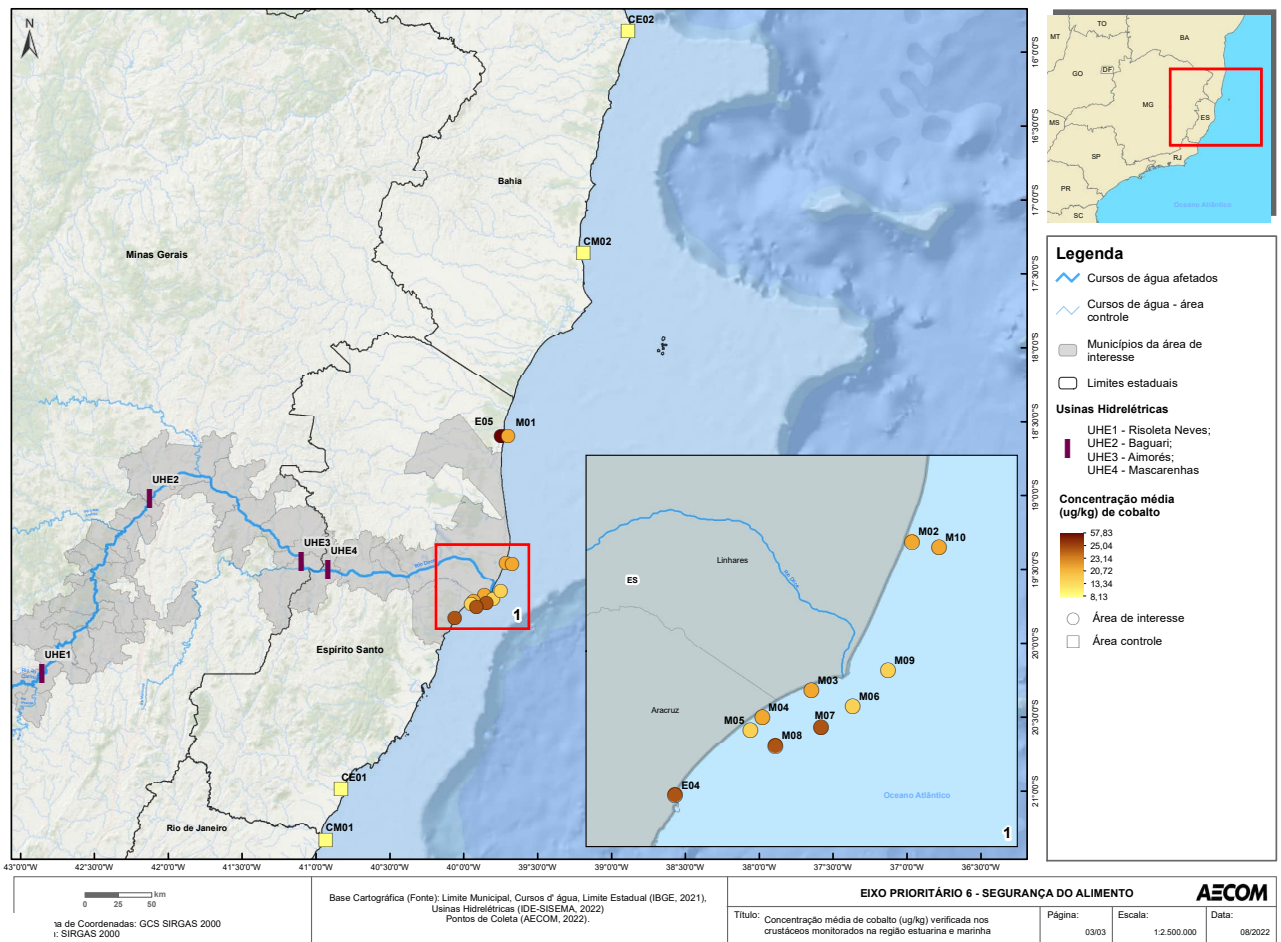 N
CE02
Bahia
CM02
Minas Gerais
E05
M01
UHE2
UHE3
UHE4
Rio Doce
1
UHE1
Espírito Santo
CE01
CM01
Rio de Janeiro
M02
M10
Linhares
ES
Rio Doce
M09
M03
M06
M04
Aracruz
M05
M07
M08
E04
Oceano Atlântico
1
16°0'0"S
16°30'0"S
17°0'0"S
17°30'0"S
18°0'0"S
18°30'0"S
19°0'0"S
19°30'0"S
20°0'0"S
20°30'0"S
21°0'0"S
43°0'0"W
42°30'0"W
42°0'0"W
41°30'0"W
41°0'0"W
40°30'0"W
40°0'0"W
39°30'0"W
39°0'0"W
38°30'0"W
38°0'0"W
37°30'0"W
37°0'0"W
36°30'0"W
TO
MT
BA
GO
DF
MG
ES
MS
SP
RJ
PR
SC
Oceano Atlântico
Legenda
Cursos de água afetados
Cursos de água - área
controle
Municípios da área de
interesse
Limites estaduais
Usinas Hidrelétricas
UHE1 - Risoleta Neves;
UHE2 - Baguari;
UHE3 - Aimorés;
UHE4 - Mascarenhas
Concentração média
(ug/kg) de cobalto
57,83
25,04
20,72
13,34
8,13
Área de interesse
Área controle
km
0 25 50
na de Coordenadas: GCS SIRGAS 2000
: SIRGAS 2000
Base Cartográfica (Fonte): Limite Municipal, Cursos d' água, Limite Estadual (IBGE, 2021),
Usinas Hidrelétricas (IDE-SISEMA, 2022)
Pontos de Coleta (AECOM, 2022).
EIXO PRIORITÁRIO 6 - SEGURANÇA DO ALIMENTO
AECOM
Título: Concentração média de cobalto (ug/kg) verificada nos
crustáceos monitorados na região estuarina e marinha
Página:
03/03
Escala:
1:2.500.000
Data:
08/2022